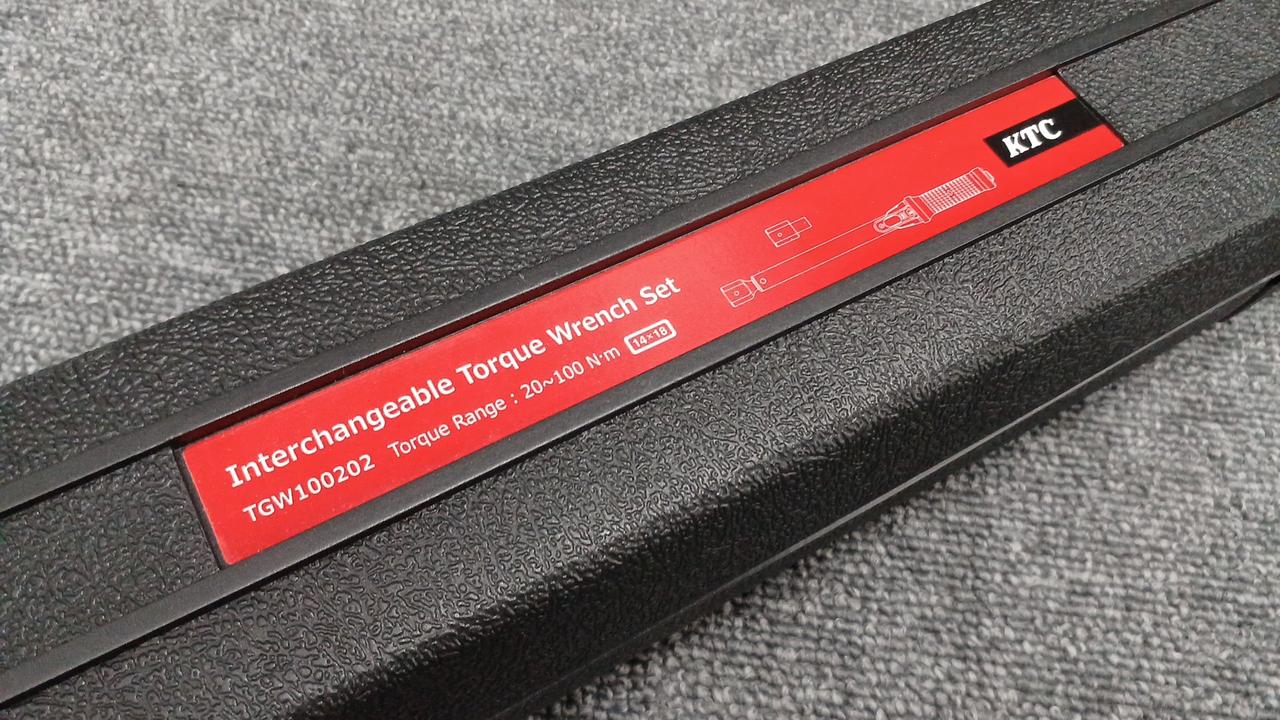 KTC
Interchangeable Torque Wrench Set
TGW100202 Torque Range : 20~100 N·m 14×18